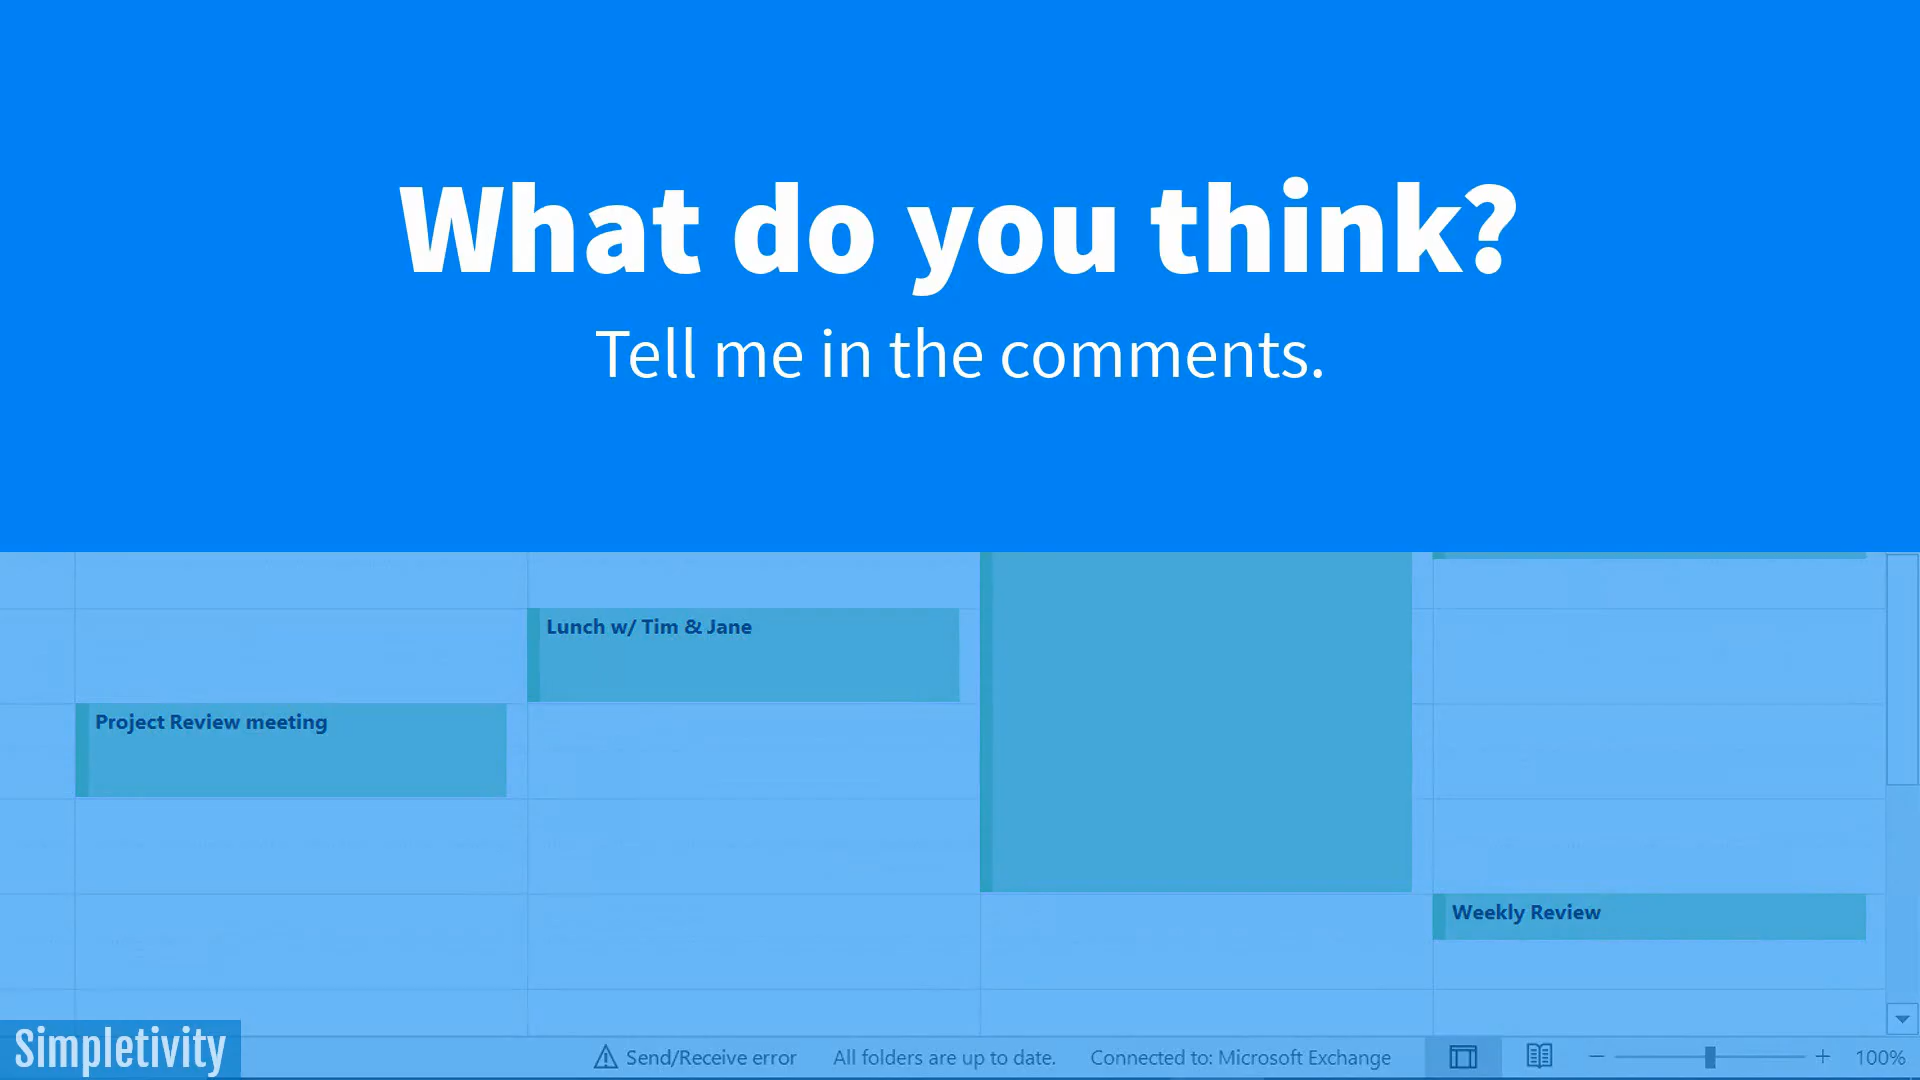 What do you think?
Tell me in the comments.
Lunch w/ Tim & Jane
Project Review meeting
Weekly Review
Simpletivity
Send/Receive error All folders are up to date. Connected to: Microsoft Exchange 100%